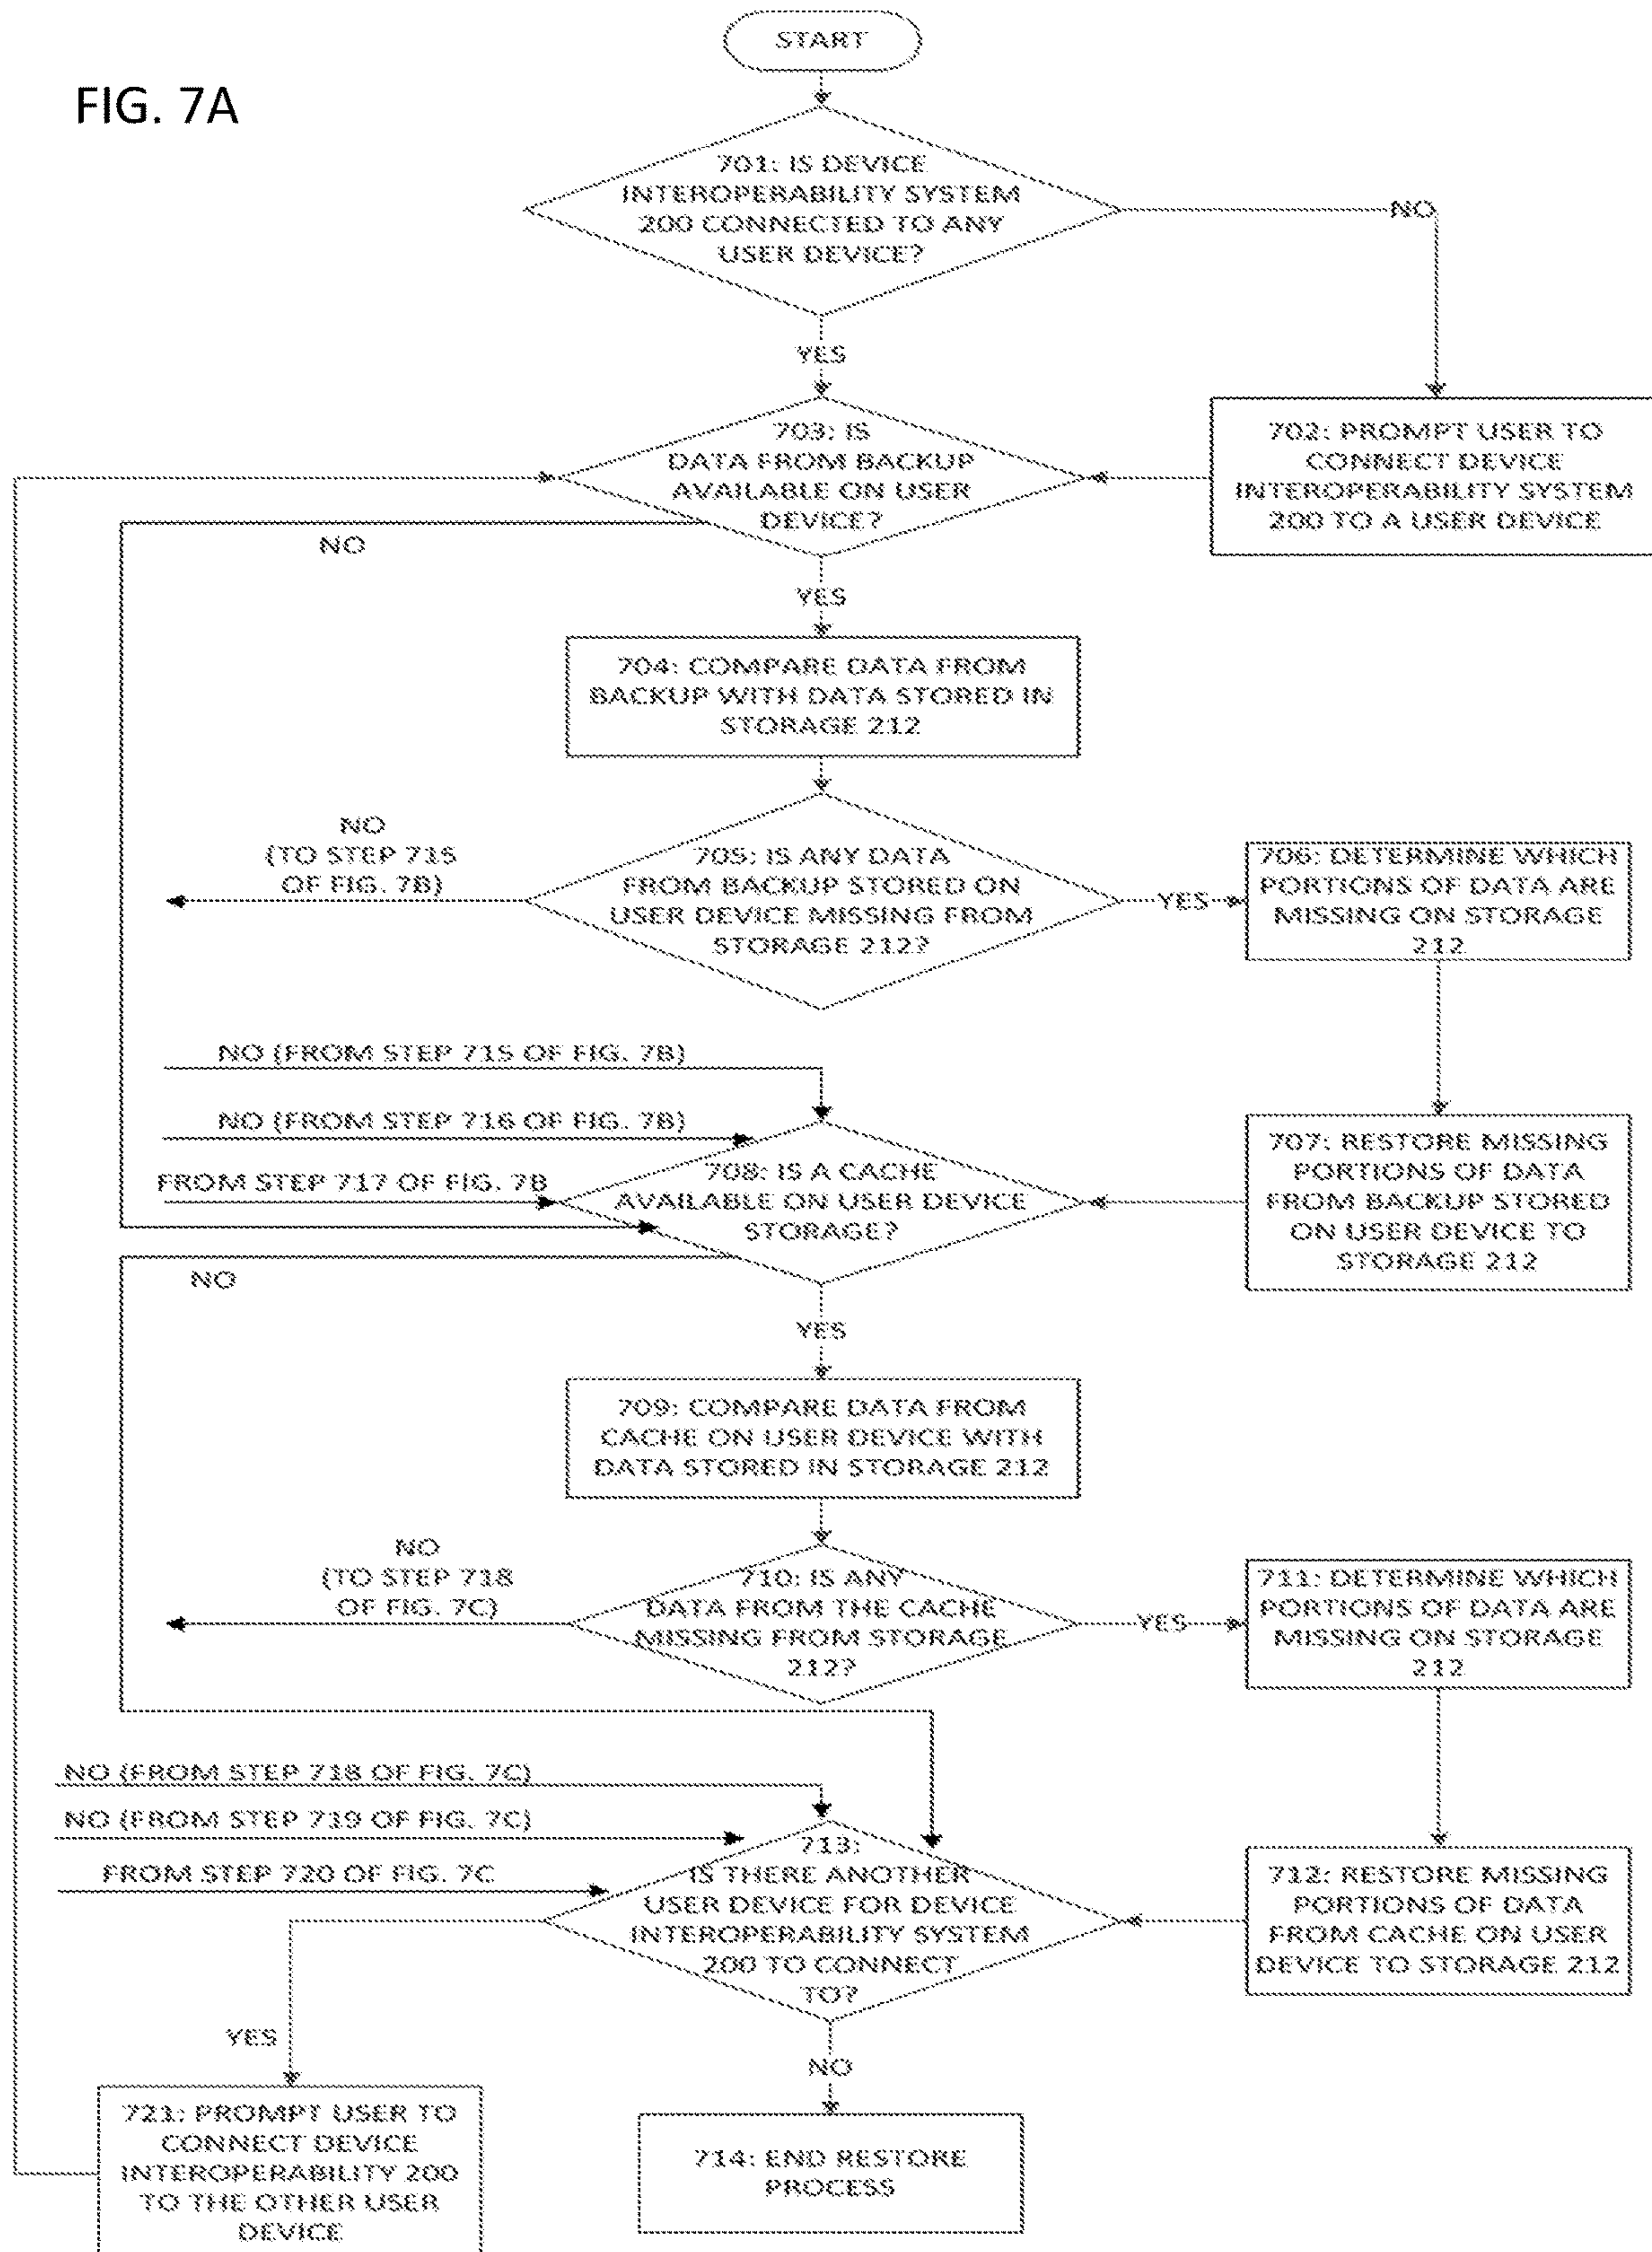 START
FIG. 7A
701: IS DEVICE
INTEROPERABILITY SYSTEM
200 CONNECTED TO ANY
USER DEVICE?
NO
YES
703: IS
DATA FROM BACKUP
AVAILABLE ON USER
DEVICE?
702: PROMPT USER TO
CONNECT DEVICE
INTEROPERABILITY SYSTEM
200 TO A USER DEVICE
NO
YES
704: COMPARE DATA FROM
BACKUP WITH DATA STORED IN
STORAGE 212
NO
(TO STEP 715
OF FIG. 7B)
705: IS ANY DATA
FROM BACKUP STORED ON
USER DEVICE MISSING FROM
STORAGE 212?
YES
706: DETERMINE WHICH
PORTIONS OF DATA ARE
MISSING ON STORAGE
212
NO (FROM STEP 715 OF FIG. 7B)
NO (FROM STEP 716 OF FIG. 7B)
FROM STEP 717 OF FIG. 7B
708: IS A CACHE
AVAILABLE ON USER DEVICE
STORAGE?
707: RESTORE MISSING
PORTIONS OF DATA
FROM BACKUP STORED
ON USER DEVICE TO
STORAGE 212
NO
YES
709: COMPARE DATA FROM
CACHE ON USER DEVICE WITH
DATA STORED IN STORAGE 212
NO
(TO STEP 718
OF FIG. 7C)
710: IS ANY
DATA FROM THE CACHE
MISSING FROM STORAGE
212?
YES
711: DETERMINE WHICH
PORTIONS OF DATA ARE
MISSING ON STORAGE
212
NO (FROM STEP 718 OF FIG. 7C)
NO (FROM STEP 719 OF FIG. 7C)
FROM STEP 720 OF FIG. 7C
713:
IS THERE ANOTHER
USER DEVICE FOR DEVICE
INTEROPERABILITY SYSTEM
200 TO CONNECT
TO?
712: RESTORE MISSING
PORTIONS OF DATA
FROM CACHE ON USER
DEVICE TO STORAGE 212
YES
NO
721: PROMPT USER TO
CONNECT DEVICE
INTEROPERABILITY 200
TO THE OTHER USER
DEVICE
714: END RESTORE
PROCESS